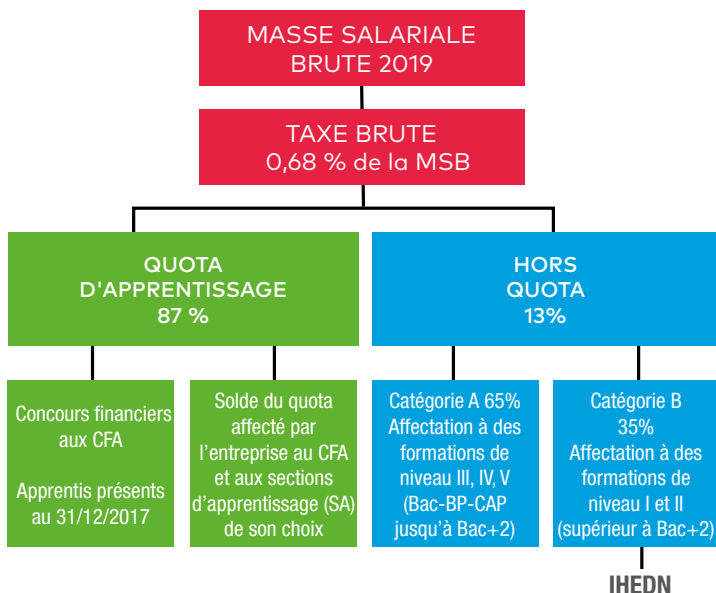 MASSE SALARIALE
BRUTE 2019
TAXE BRUTE
0,68 % de la MSB
QUOTA
D'APPRENTISSAGE
87 %
HORS
QUOTA
13%
Concours financiers
aux CFA
Apprentis présents
au 31/12/2017
Solde du quota
affecté par
l’entreprise au CFA
et aux sections
d’apprentissage (SA)
de son choix
Catégorie A 65%
Affectation à des
formations de
niveau III, IV, V
(Bac-BP-CAP
jusqu’à Bac+2)
Catégorie B
35%
Affectation à des
formations de
niveau I et II
(supérieur à Bac+2)
IHEDN